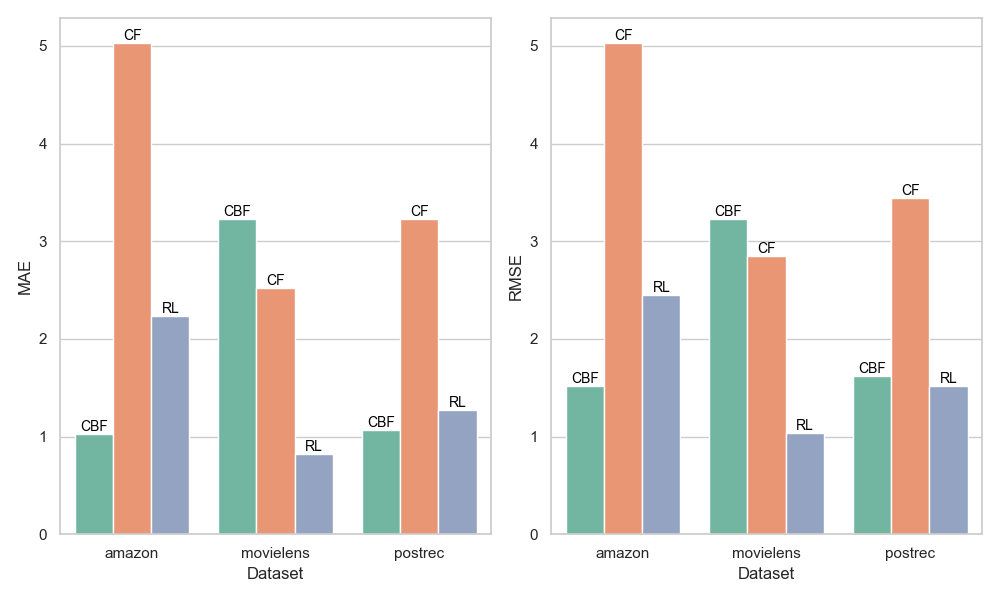 MAE
5
4
3
2
1
0
CBF
CF
RL
CBF
CF
RL
CBF
CF
RL
amazon
movielens
postrec
Dataset
RMSE
5
4
3
2
1
0
CBF
CF
RL
CBF
CF
RL
CBF
CF
RL
amazon
movielens
postrec
Dataset